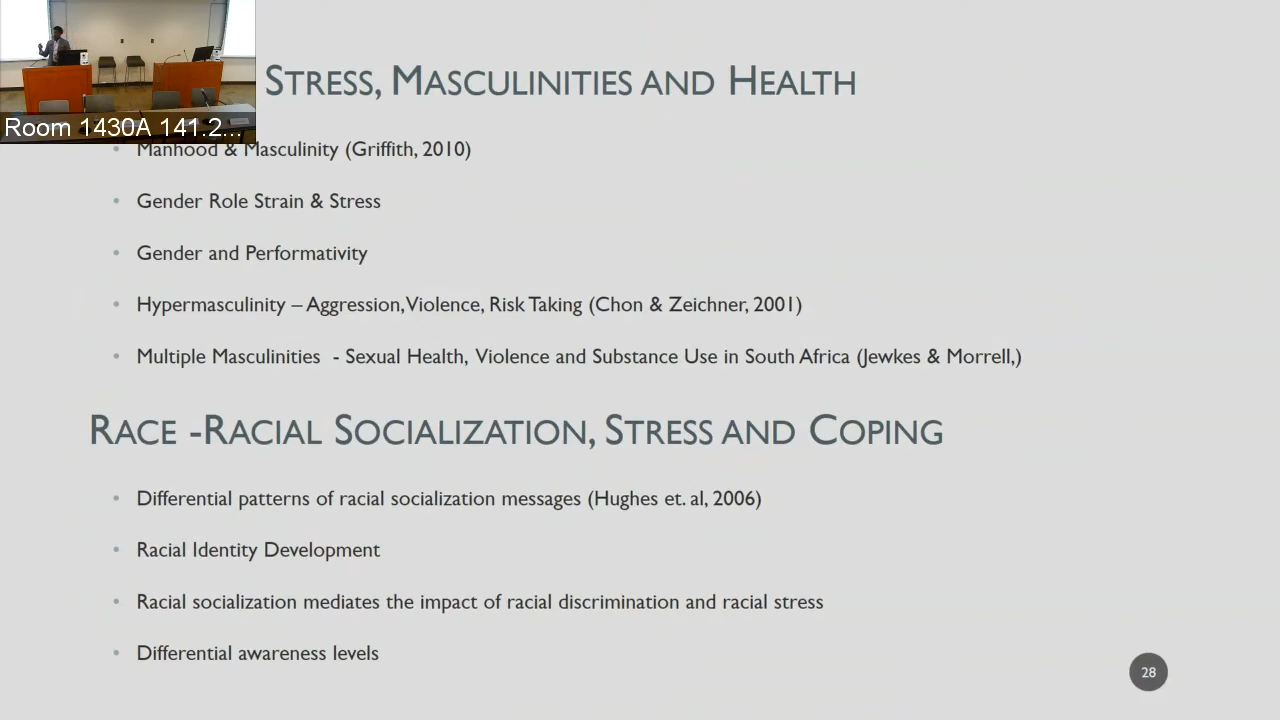 Room 1430A 141.2...
STRESS, MASCULINITIES AND HEALTH
• Manhood & Masculinity (Griffith, 2010)
• Gender Role Strain & Stress
• Gender and Performativity
• Hypermasculinity – Aggression, Violence, Risk Taking (Chon & Zeichner, 2001)
• Multiple Masculinities - Sexual Health, Violence and Substance Use in South Africa (Jewkes & Morrell,)
RACE -RACIAL SOCIALIZATION, STRESS AND COPING
• Differential patterns of racial socialization messages (Hughes et. al, 2006)
• Racial Identity Development
• Racial socialization mediates the impact of racial discrimination and racial stress
• Differential awareness levels
28